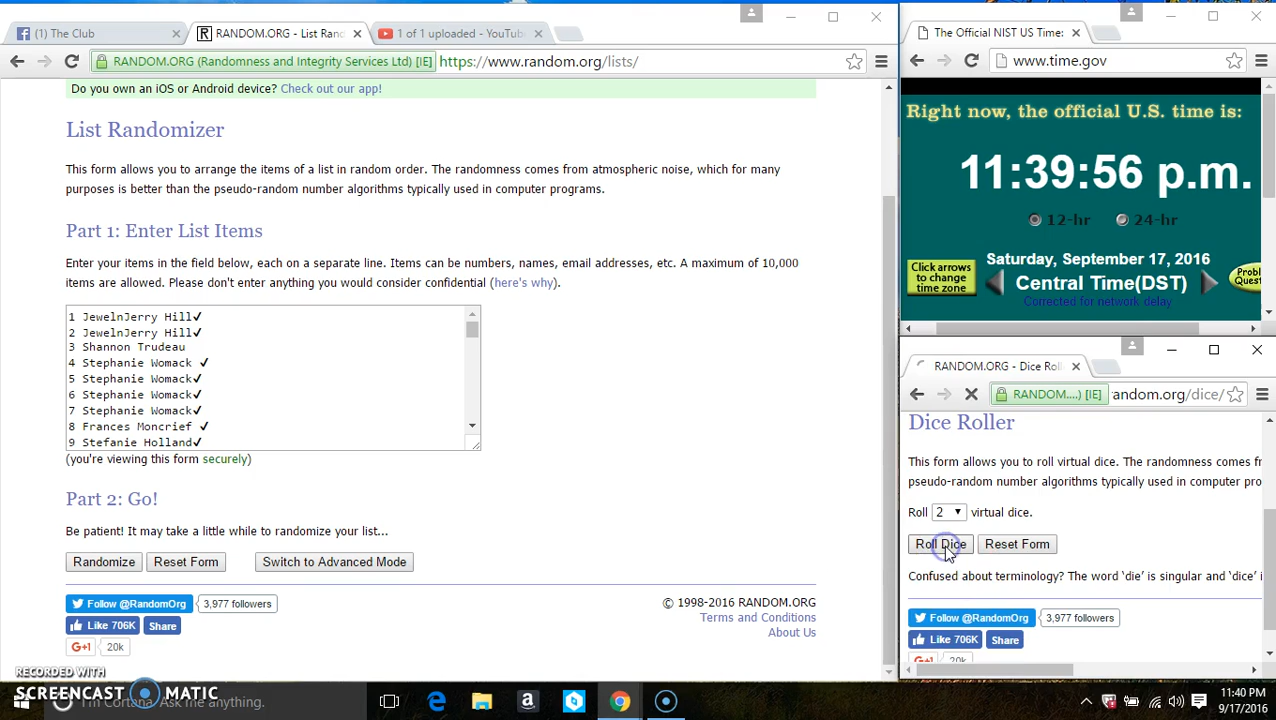 (1) The Club
RANDOM.ORG - List Ran
1 of 1 uploaded - YouTub
RANDOM.ORG (Randomness and Integrity Services Ltd) [IE] https://www.random.org/lists/
Do you own an iOS or Android device? Check out our app!
List Randomizer
This form allows you to arrange the items of a list in random order. The randomness comes from atmospheric noise, which for many
purposes is better than the pseudo-random number algorithms typically used in computer programs.
Part 1: Enter List Items
Enter your items in the field below, each on a separate line. Items can be numbers, names, email addresses, etc. A maximum of 10,000
items are allowed. Please don't enter anything you would consider confidential (here's why).
1 JewelnJerry Hill✔
2 JewelnJerry Hill✔
3 Shannon Trudeau
4 Stephanie Womack ✔
5 Stephanie Womack✔
6 Stephanie Womack✔
7 Stephanie Womack✔
8 Frances Moncrief ✔
9 Stefanie Holland✔
(you're viewing this form securely)
Part 2: Go!
Be patient! It may take a little while to randomize your list...
Randomize Reset Form Switch to Advanced Mode
Follow @RandomOrg 3,977 followers
Like 706K Share
G+1 20k
© 1998-2016 RANDOM.ORG
Terms and Conditions
About Us
The Official NIST US Time:
www.time.gov
Right now, the official U.S. time is:
11:39:56 p.m.
12-hr 24-hr
Saturday, September 17, 2016
Click arrows
to change
time zone
Central Time(DST)
Corrected for network delay
Probl
Quest
RANDOM.ORG - Dice Roll
RANDOM....) [IE] andom.org/dice/
Dice Roller
This form allows you to roll virtual dice. The randomness comes fr
pseudo-random number algorithms typically used in computer pro
Roll 2 virtual dice.
Roll Dice Reset Form
Confused about terminology? The word 'die' is singular and 'dice' i
Follow @RandomOrg 3,977 followers
Like 706K Share
G+1 20k
RECORDED WITH
SCREENCAST MATIC
I'm Cortana. Ask me anything.
11:40 PM
9/17/2016